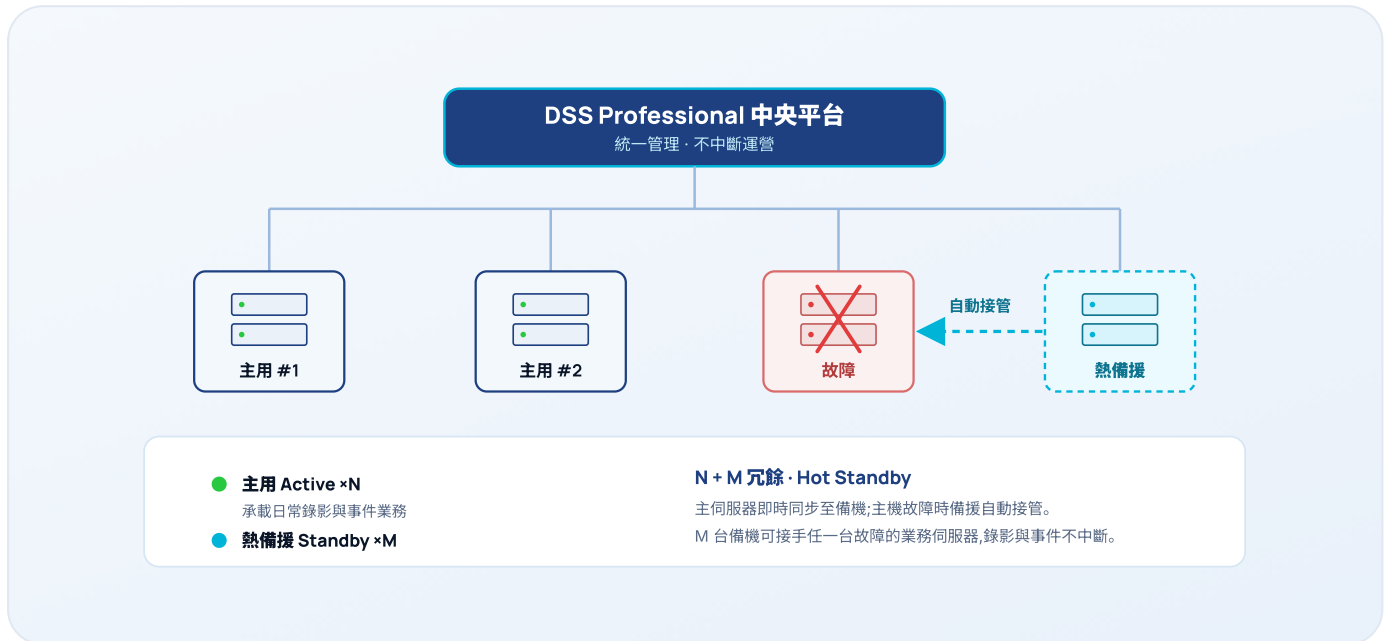 DSS Professional 中央平台
統一管理 · 不中斷運營
自動接管
主用 #1
主用 #2
故障
熱備援
主用 Active ×N
承載日常錄影與事件業務
熱備援 Standby ×M
N + M 冗餘 · Hot Standby
主伺服器即時同步至備機;主機故障時備援自動接管。
M 台備機可接手任一台故障的業務伺服器,錄影與事件不中斷。